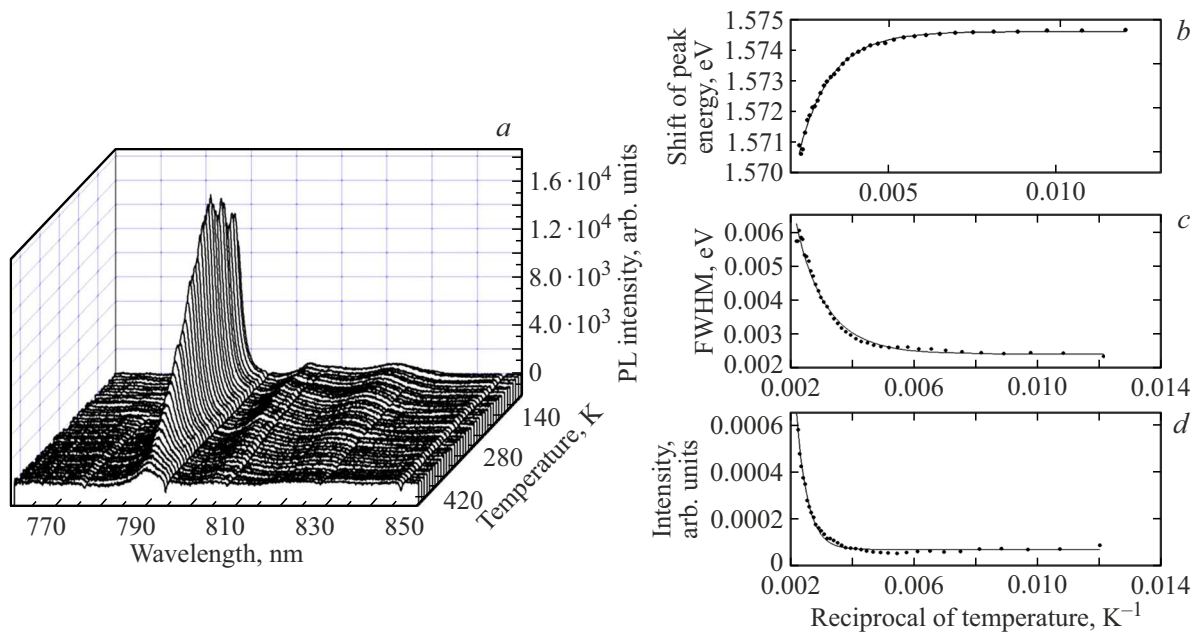 a
1.6 · 10⁴
1.2 · 10⁴
8.0 · 10³
4.0 · 10³
0
PL intensity, arb. units
140
280
420
Temperature, K
770 790 810 830 850
Wavelength, nm
b
1.575
1.574
1.573
1.572
1.571
1.570
Shift of peak
energy, eV
0.005 0.010
c
0.006
0.005
0.004
0.003
0.002
FWHM, eV
0.002 0.006 0.010 0.014
d
0.0006
0.0004
0.0002
0
Intensity,
arb. units
0.002 0.006 0.010 0.014
Reciprocal of temperature, K⁻¹